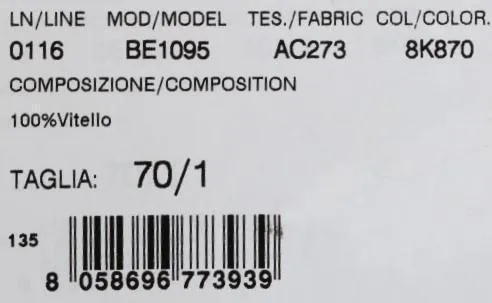 LN/LINE MOD/MODEL TES./FABRIC COL/COLOR.
0116 BE1095 AC273 8K870
COMPOSIZIONE/COMPOSITION
100%Vitello
TAGLIA: 70/1
135
8 058696 773939